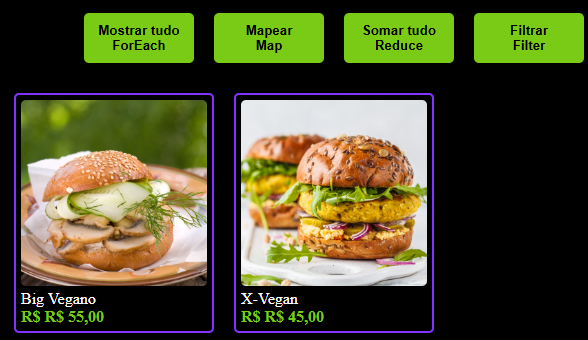 Mostrar tudo
ForEach
Mapear
Map
Somar tudo
Reduce
Filtrar
Filter
Big Vegano
R$ R$ 55,00
X-Vegan
R$ R$ 45,00